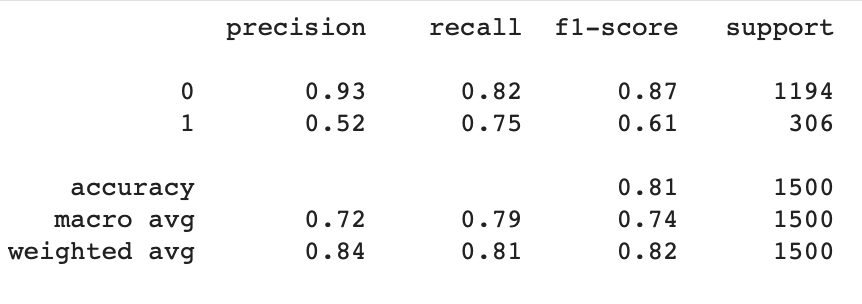 precision recall f1-score support
0 0.93 0.82 0.87 1194
1 0.52 0.75 0.61 306
accuracy 0.81 1500
macro avg 0.72 0.79 0.74 1500
weighted avg 0.84 0.81 0.82 1500